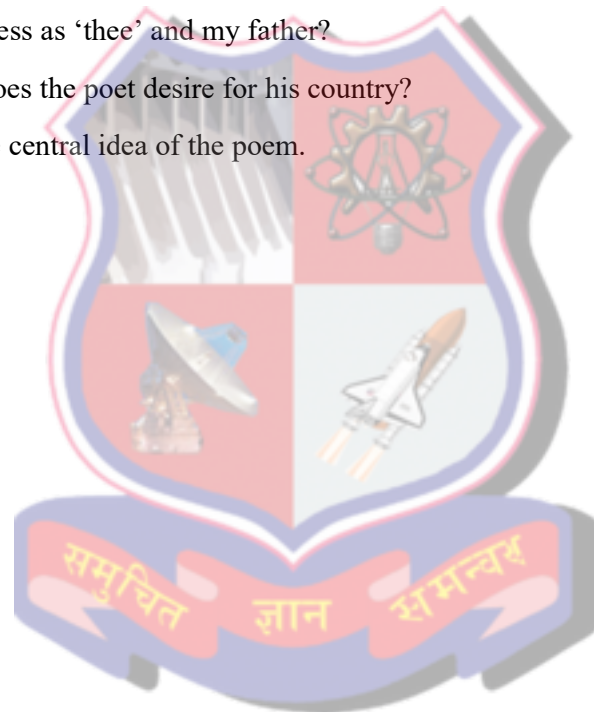 ess as ‘thee’ and my father?
oes the poet desire for his country?
central idea of the poem.
समुचित ज्ञान समन्वय